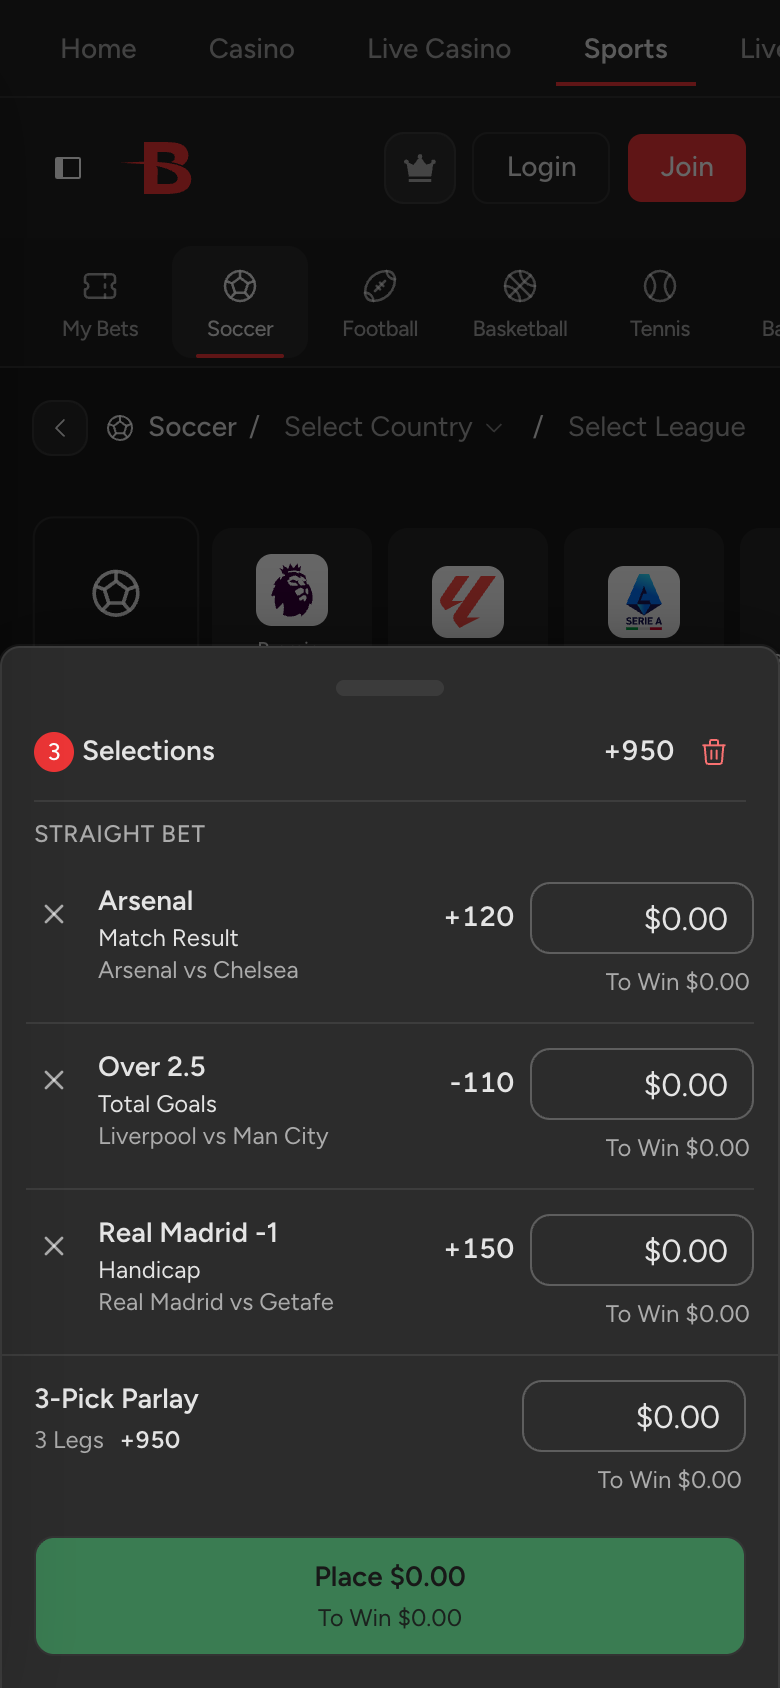 Home Casino Live Casino Sports
B
Login Join
My Bets Soccer Football Basketball Tennis
Soccer / Select Country / Select League
SERIE A
3 Selections +950
STRAIGHT BET
Arsenal +120 $0.00
Match Result
Arsenal vs Chelsea To Win $0.00
Over 2.5 -110 $0.00
Total Goals
Liverpool vs Man City To Win $0.00
Real Madrid -1 +150 $0.00
Handicap
Real Madrid vs Getafe To Win $0.00
3-Pick Parlay $0.00
3 Legs +950
To Win $0.00
Place $0.00
To Win $0.00